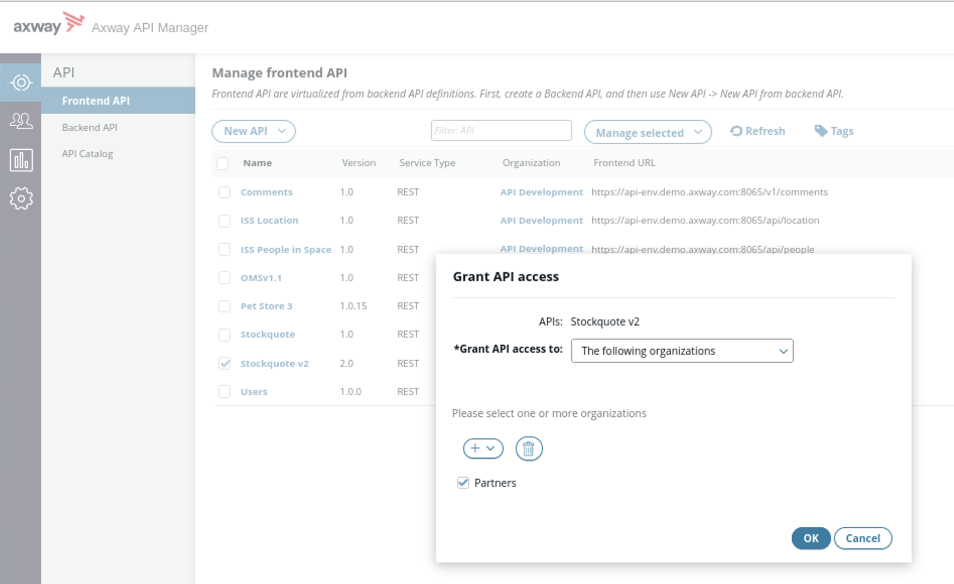 axway Axway API Manager
API
Frontend API
Backend API
API Catalog
Manage frontend API
Frontend API are virtualized from backend API definitions. First, create a Backend API, and then use New API -> New API from backend API.
New API Filter: API Manage selected Refresh Tags
Name Version Service Type Organization Frontend URL
Comments 1.0 REST API Development https://api-env.demo.axway.com:8065/v1/comments
ISS Location 1.0 REST API Development https://api-env.demo.axway.com:8065/api/location
ISS People in Space 1.0 REST API Development https://api-env.demo.axway.com:8065/api/people
OMSv1.1 1.0 REST
Pet Store 3 1.0.15 REST
Stockquote 1.0 REST
Stockquote v2 2.0 REST
Users 1.0.0 REST
Grant API access
APIs: Stockquote v2
*Grant API access to: The following organizations
Please select one or more organizations
+
Partners
OK Cancel